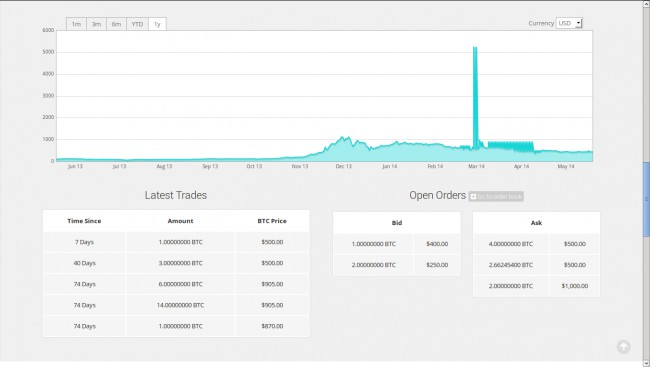 1m 3m 6m YTD 1y
Currency USD
6000
5000
4000
3000
2000
1000
0
Jun 13 Jul 13 Aug 13 Sep 13 Oct 13 Nov 13 Dec 13 Jan 14 Feb 14 Mar 14 Apr 14 May 14
Latest Trades
Time Since Amount BTC Price
7 Days 1.00000000 BTC $500.00
40 Days 3.00000000 BTC $500.00
74 Days 6.00000000 BTC $905.00
74 Days 14.00000000 BTC $905.00
74 Days 1.00000000 BTC $870.00
Open Orders Go to order book
Bid
1.00000000 BTC $400.00
2.00000000 BTC $250.00
Ask
4.00000000 BTC $500.00
2.66245400 BTC $500.00
2.00000000 BTC $1,000.00